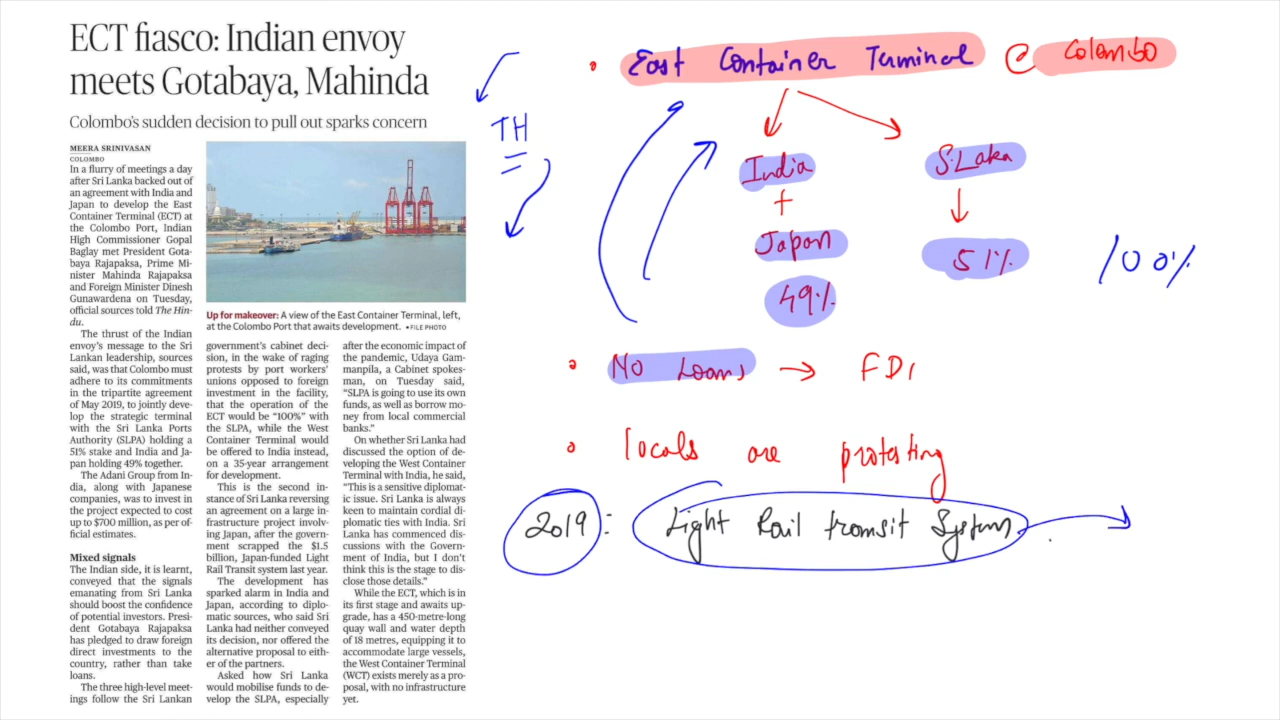 ECT fiasco: Indian envoy
meets Gotabaya, Mahinda
Colombo's sudden decision to pull out sparks concern
MEERA SRINIVASAN
COLOMBO
In a flurry of meetings a day
after Sri Lanka backed out of
an agreement with India and
Japan to develop the East
Container Terminal (ECT) at
the Colombo Port, Indian
High Commissioner Gopal
Baglay met President Gota-
baya Rajapaksa, Prime Mi-
nister Mahinda Rajapaksa
and Foreign Minister Dinesh
Gunawardena on Tuesday,
official sources told The Hin-
du.
The thrust of the Indian
envoy's message to the Sri
Lankan leadership, sources
said, was that Colombo must
adhere to its commitments
in the tripartite agreement
of May 2019, to jointly deve-
lop the strategic terminal
with the Sri Lanka Ports
Authority (SLPA) holding a
51% stake and India and Ja-
pan holding 49% together.
The Adani Group from In-
dia, along with Japanese
companies, was to invest in
the project expected to cost
up to $700 million, as per of-
ficial estimates.
Mixed signals
The Indian side, it is learnt,
conveyed that the signals
emanating from Sri Lanka
should boost the confidence
of potential investors. Presi-
dent Gotabaya Rajapaksa
has pledged to draw foreign
direct investments to the
country, rather than take
loans.
The three high-level meet-
ings follow the Sri Lankan
Up for makeover: A view of the East Container Terminal, left,
at the Colombo Port that awaits development. •FILE PHOTO
government's cabinet deci-
sion, in the wake of raging
protests by port workers'
unions opposed to foreign
investment in the facility,
that the operation of the
ECT would be "100%" with
the SLPA, while the West
Container Terminal would
be offered to India instead,
on a 35-year arrangement
for development.
This is the second in-
stance of Sri Lanka reversing
an agreement on a large in-
frastructure project involv-
ing Japan, after the govern-
ment scrapped the $1.5
billion, Japan-funded Light
Rail Transit system last year.
The development has
sparked alarm in India and
Japan, according to diplo-
matic sources, who said Sri
Lanka had neither conveyed
its decision, nor offered the
alternative proposal to eith-
er of the partners.
Asked how Sri Lanka
would mobilise funds to de-
velop the SLPA, especially
after the economic impact of
the pandemic, Udaya Gam-
manpila, a Cabinet spokes-
man, on Tuesday said,
"SLPA is going to use its own
funds, as well as borrow mo-
ney from local commercial
banks."
On whether Sri Lanka had
discussed the option of de-
veloping the West Container
Terminal with India, he said,
"This is a sensitive diplomat-
ic issue. Sri Lanka is always
keen to maintain cordial di-
plomatic ties with India. Sri
Lanka has commenced dis-
cussions with the Govern-
ment of India, but I don't
think this is the stage to dis-
close those details."
While the ECT, which is in
its first stage and awaits up-
grade, has a 450-metre-long
quay wall and water depth
of 18 metres, equipping it to
accommodate large vessels,
the West Container Terminal
(WCT) exists merely as a pro-
posal, with no infrastructure
yet.
• East Container Terminal @ Colombo
TH
India
+
Japan
49%
S.Laka
51%
100%
• No Loans → FDI
• locals are protesting
2019: Light Rail transit System